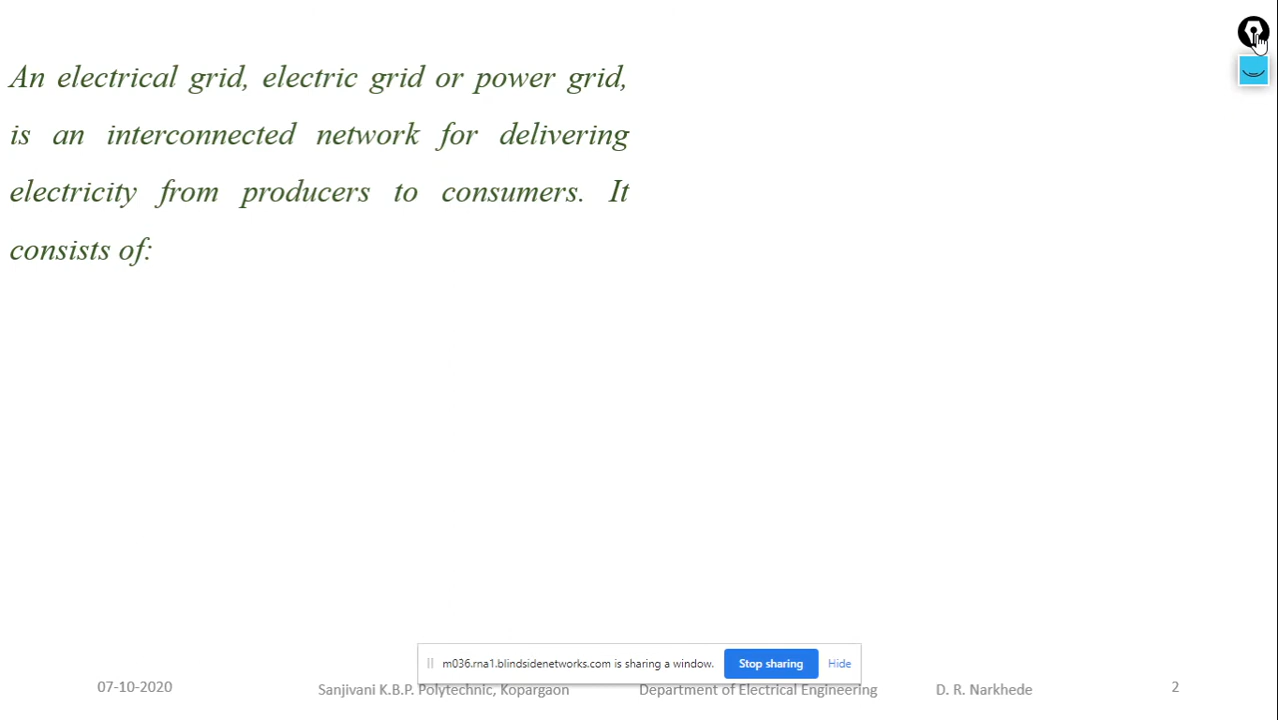 An electrical grid, electric grid or power grid,
is an interconnected network for delivering
electricity from producers to consumers. It
consists of:
m036.rna1.blindsidenetworks.com is sharing a window. Stop sharing Hide
07-10-2020 Sanjivani K.B.P. Polytechnic, Kopargaon Department of Electrical Engineering D. R. Narkhede 2